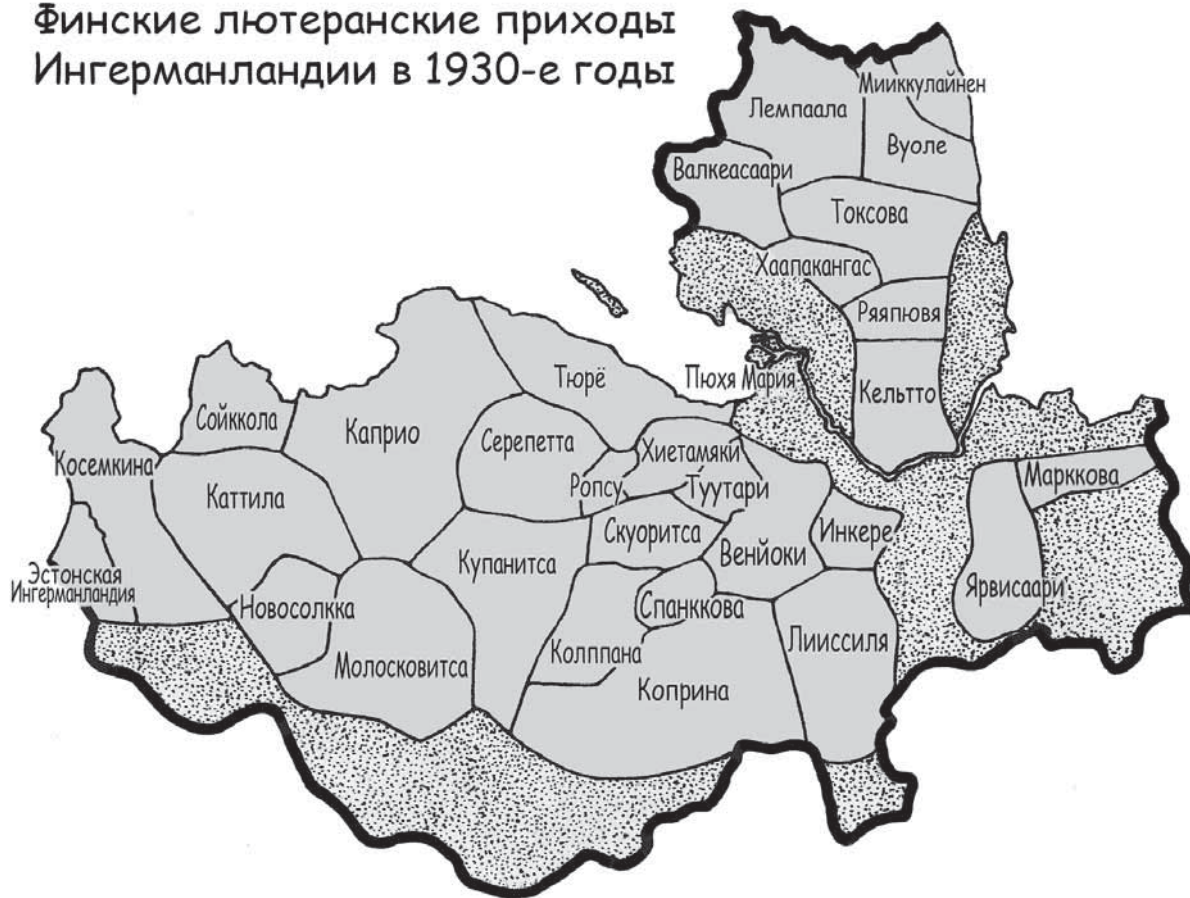 Финские лютеранские приходы
Ингерманландии в 1930-е годы
Мииккулайнен
Лемпаала
Вуоле
Валкеасаари
Токсова
Хаапакангас
Ряяпювя
Тюрё
Пюхя Мария
Кельтто
Сойккола
Каприо
Серепетта
Хиетамяки
Косемкина
Марккова
Каттила
Ропсу
Туутари
Скуоритса
Инкере
Купанитса
Венйоки
Эстонская
Ингерманландия
Ярвисаари
Новосолкка
Спанккова
Лииссиля
Молосковитса
Колппана
Коприна